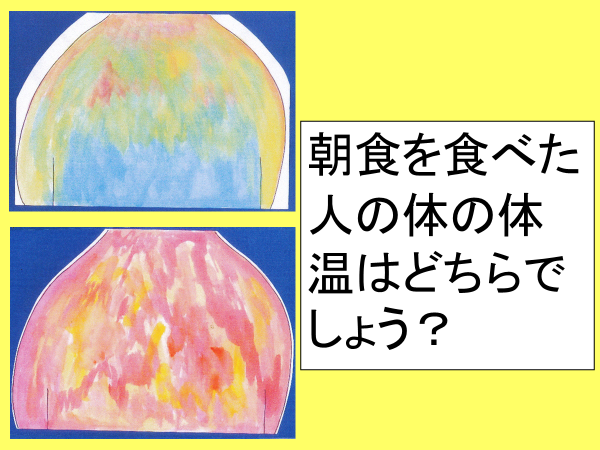 朝食を食べた
人の体の体
温はどちらで
しょう？